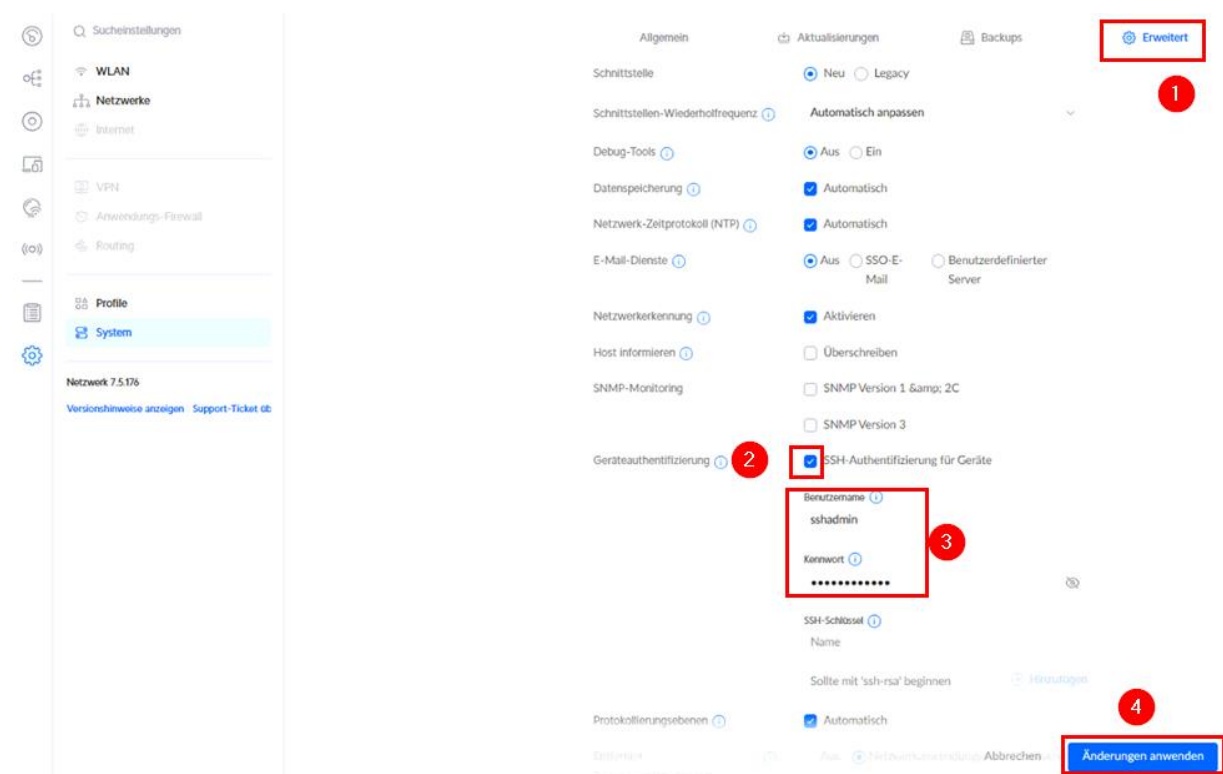 Sucheinstellungen
WLAN
Netzwerke
Internet
VPN
Anwendungs-Firewall
Routing
Profile
System
Netzwerk 7.5.176
Versionshinweise anzeigen Support-Ticket üb
Allgemein Aktualisierungen Backups Erweitert
1
Schnittstelle Neu Legacy
Schnittstellen-Wiederholfrequenz Automatisch anpassen
Debug-Tools Aus Ein
Datenspeicherung Automatisch
Netzwerk-Zeitprotokoll (NTP) Automatisch
E-Mail-Dienste Aus SSO-E-Mail Benutzerdefinierter Server
Netzwerkerkennung Aktivieren
Host informieren Überschreiben
SNMP-Monitoring SNMP Version 1 &amp; 2C
SNMP Version 3
Geräteauthentifizierung 2 SSH-Authentifizierung für Geräte
Benutzername
sshadmin
3
Kennwort
••••••••••••
SSH-Schlüssel
Name
Sollte mit 'ssh-rsa' beginnen Hinzufügen
4
Protokollierungsebenen Automatisch
Aus Abbrechen Änderungen anwenden